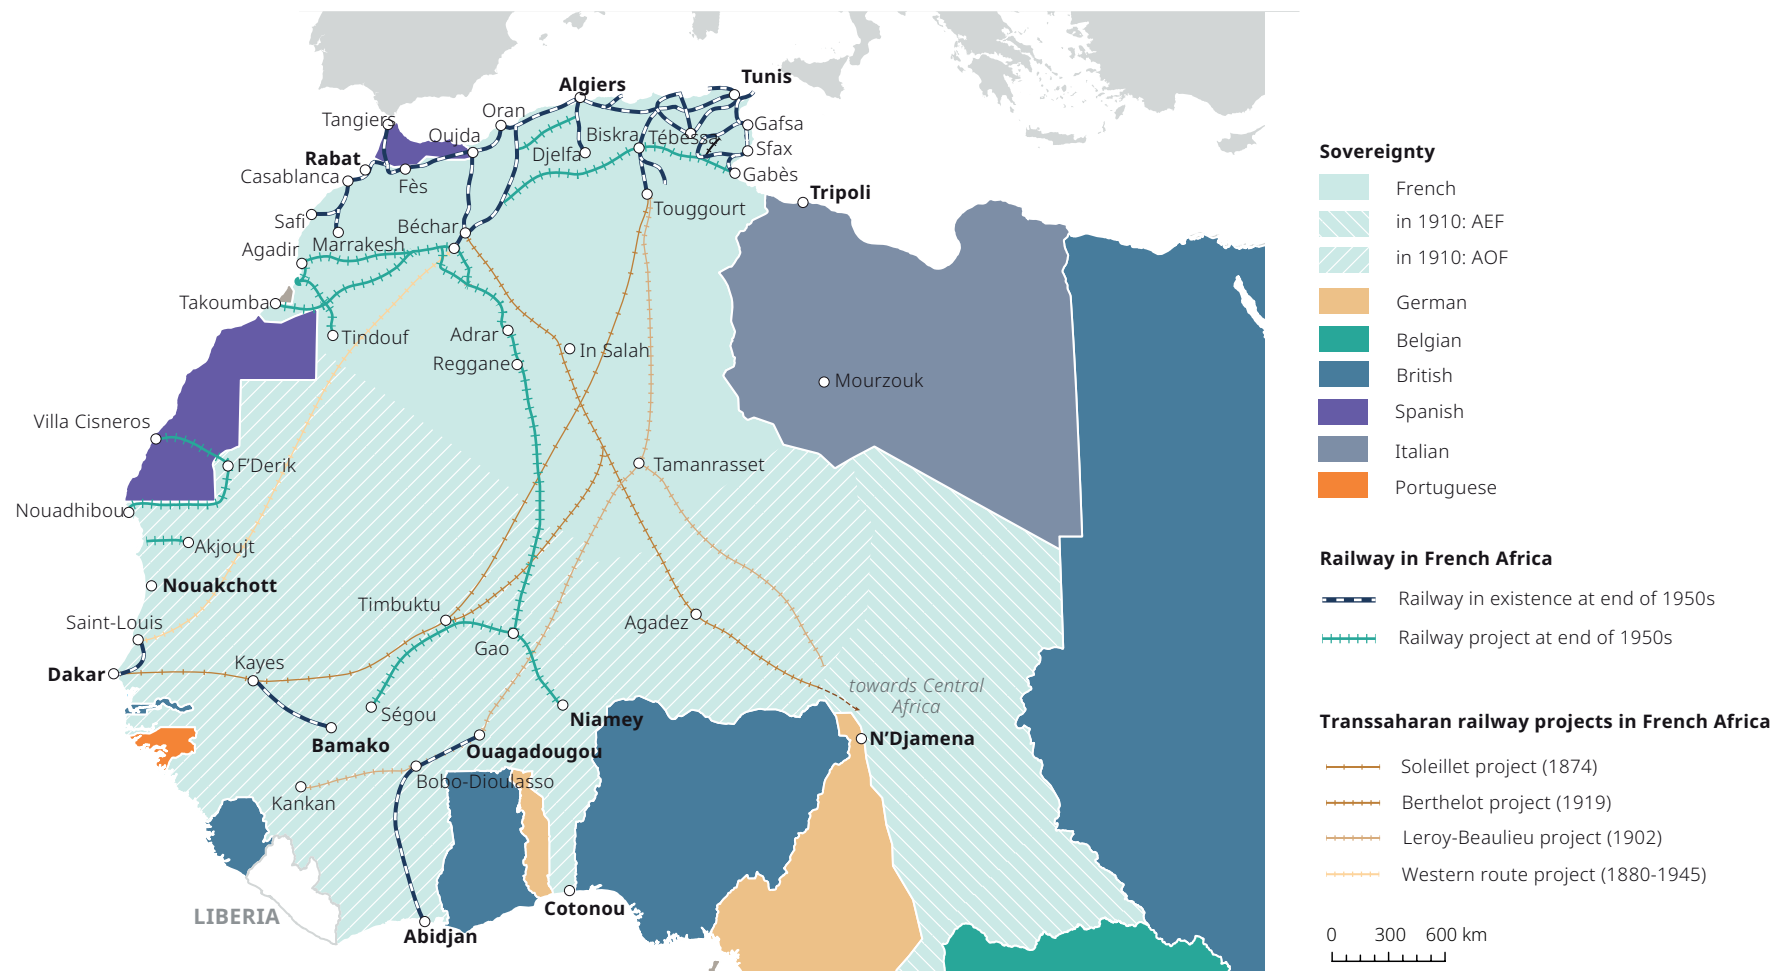 Algiers
Tunis
Tangiers
Oran
Oujda
Biskra
Tébessa
Gafsa
Rabat
Djelfa
Sfax
Casablanca
Fès
Gabès
Tripoli
Safi
Touggourt
Béchar
Agadir
Marrakesh
Takoumba
Tindouf
Adrar
In Salah
Reggane
Mourzouk
Villa Cisneros
F'Derik
Tamanrasset
Nouadhibou
Akjoujt
Nouakchott
Timbuktu
Saint-Louis
Agadez
Gao
Kayes
Dakar
towards Central
Africa
Ségou
Niamey
N'Djamena
Bamako
Ouagadougou
Bobo-Dioulasso
Kankan
LIBERIA
Cotonou
Abidjan
Sovereignty
French
in 1910: AEF
in 1910: AOF
German
Belgian
British
Spanish
Italian
Portuguese
Railway in French Africa
Railway in existence at end of 1950s
Railway project at end of 1950s
Transsaharan railway projects in French Africa
Soleillet project (1874)
Berthelot project (1919)
Leroy-Beaulieu project (1902)
Western route project (1880-1945)
0 300 600 km